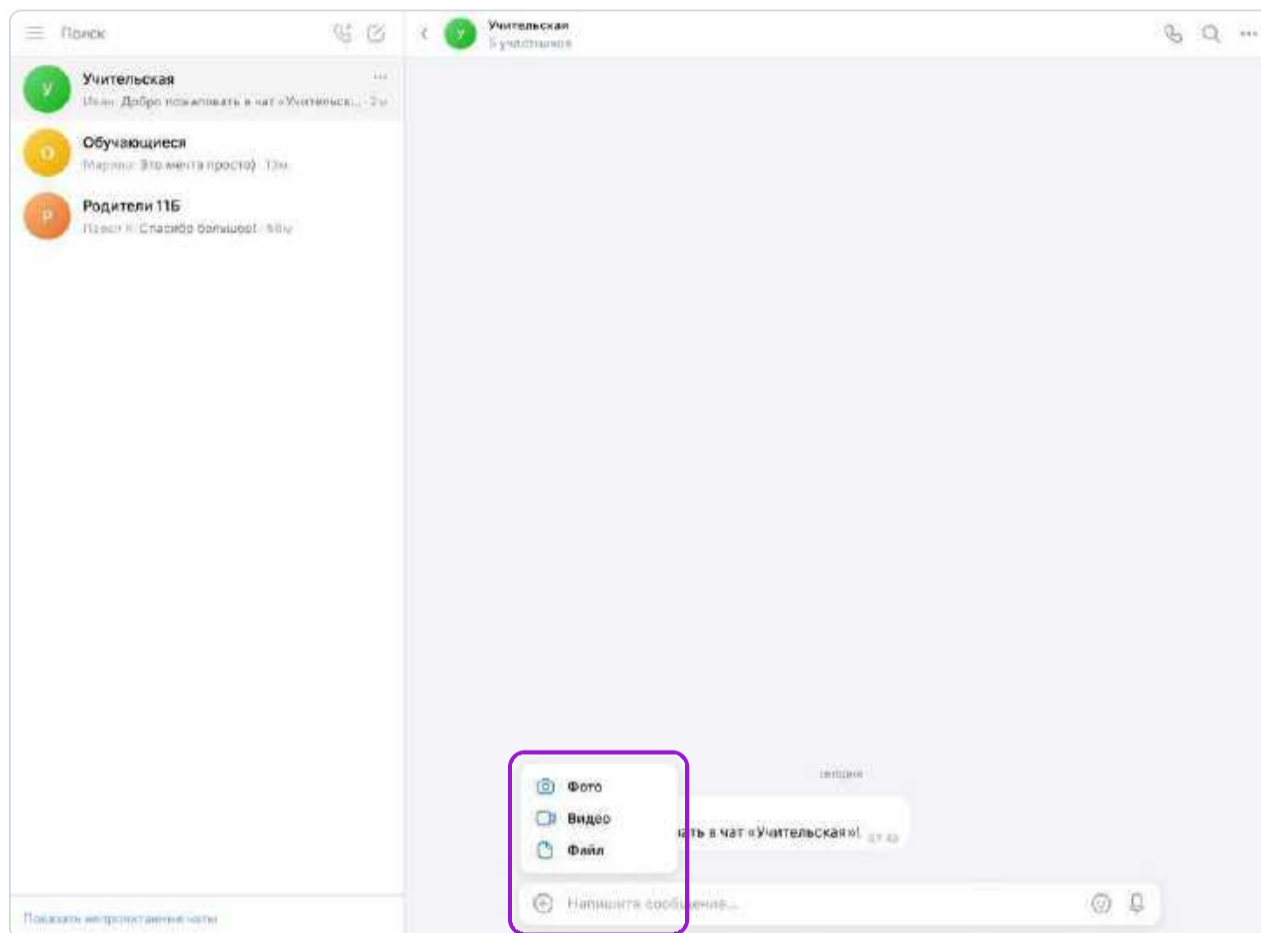 Поиск
Учительская
Иван: Добро пожаловать в чат «Учительск... · 2м
Обучающиеся
Марина: Это мечта просто) ·
Родители 11Б
Павел К: Спасибо большое! ·
Показать непрочитанные чаты
Учительская
5 участников
сегодня
ать в чат «Учительская»!
Фото
Видео
Файл
Напишите сообщение...